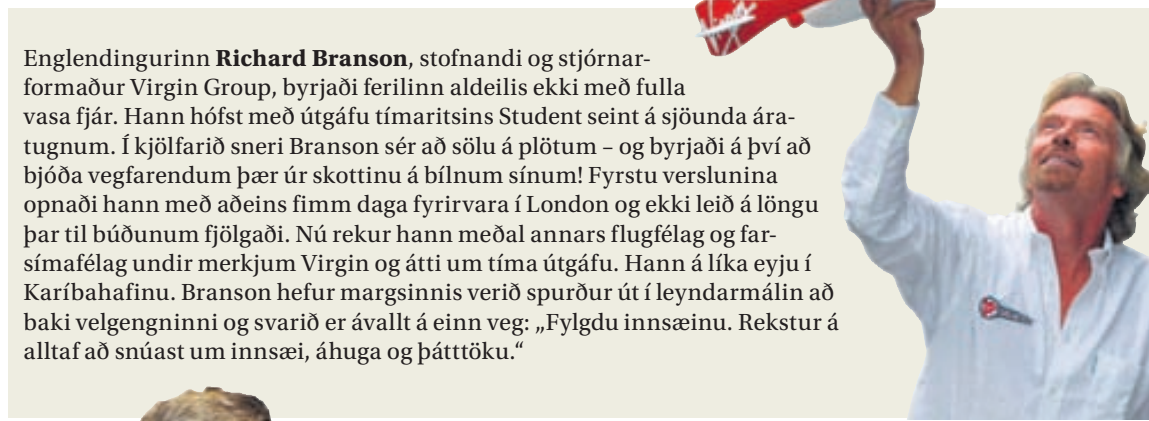 Englendingurinn Richard Branson, stofnandi og stjórnar-
formaður Virgin Group, byrjaði ferilinn aldeilis ekki með fulla
vasa fjár. Hann hófst með útgáfu tímaritsins Student seint á sjöunda ára-
tugnum. Í kjölfarið sneri Branson sér að sölu á plötum – og byrjaði á því að
bjóða vegfarendum þær úr skottinu á bílnum sínum! Fyrstu verslunina
opnaði hann með aðeins fimm daga fyrirvara í London og ekki leið á löngu
þar til búðunum fjölgaði. Nú rekur hann meðal annars flugfélag og far-
símafélag undir merkjum Virgin og átti um tíma útgáfu. Hann á líka eyju í
Karíbahafinu. Branson hefur margsinnis verið spurður út í leyndarmálin að
baki velgengninni og svarið er ávallt á einn veg: „Fylgdu innsæinu. Rekstur á
alltaf að snúast um innsæi, áhuga og þátttöku.“